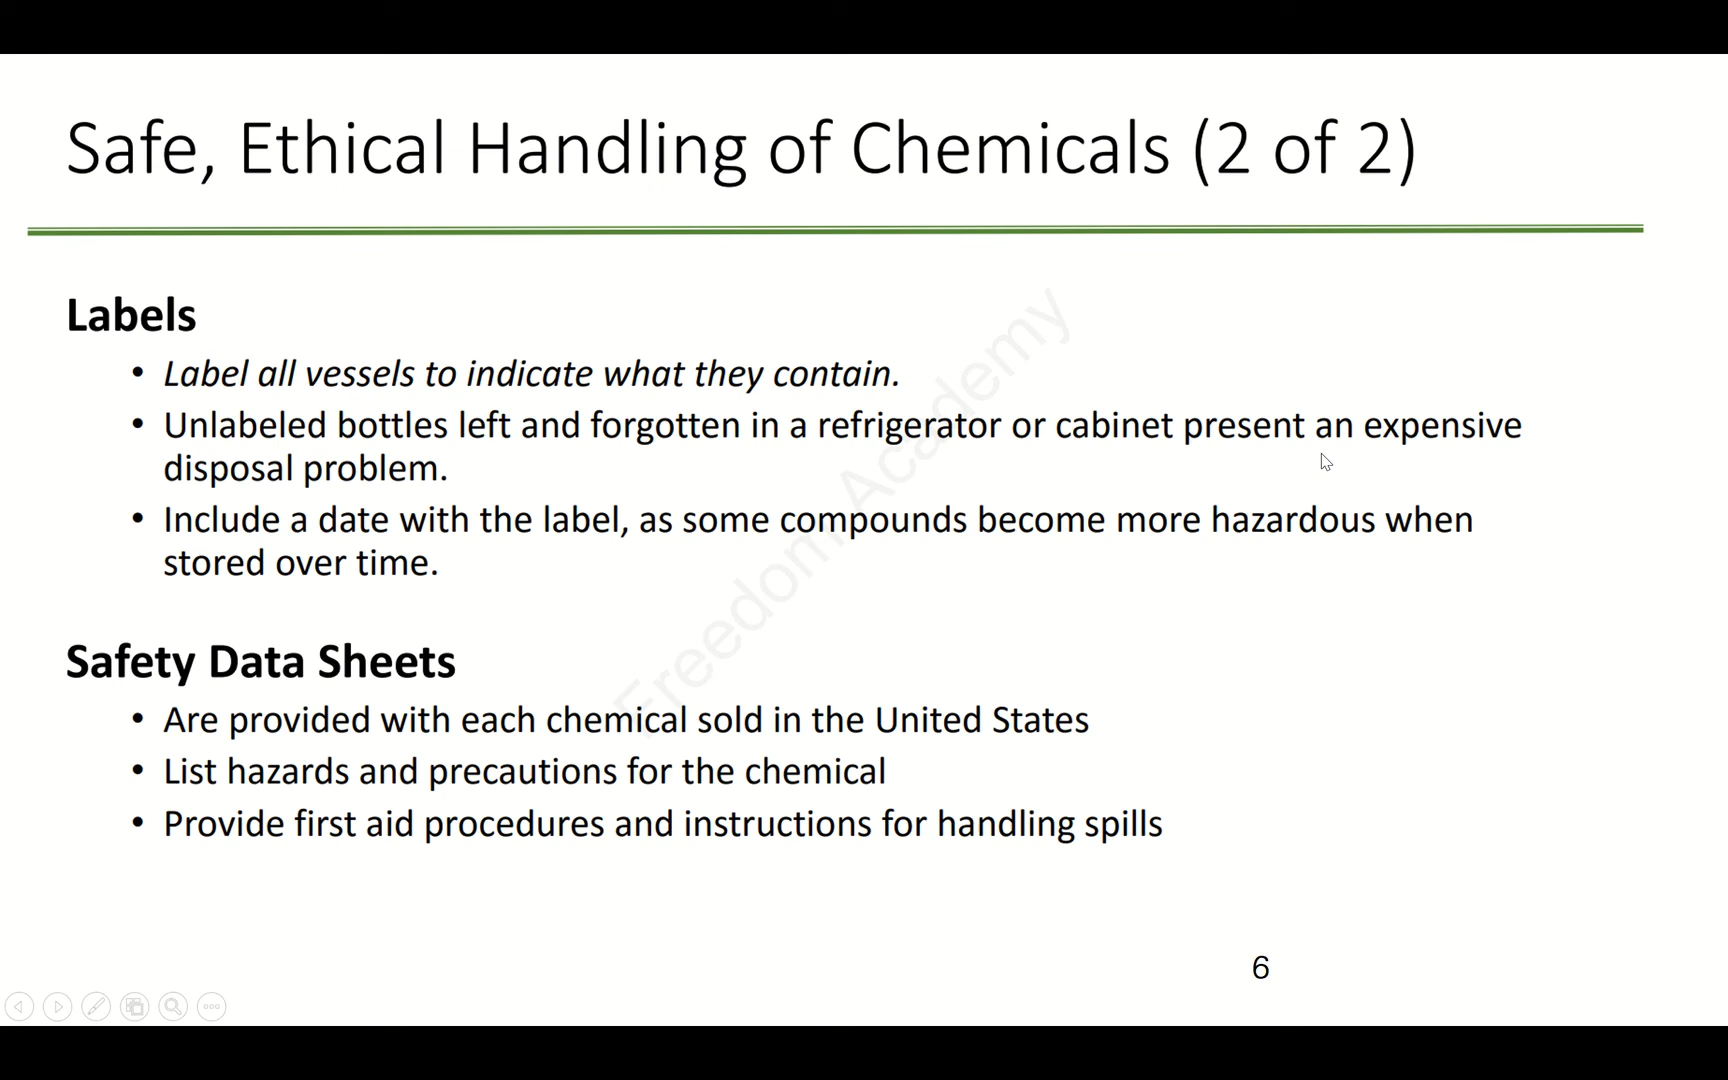 Safe, Ethical Handling of Chemicals (2 of 2)
Labels
• Label all vessels to indicate what they contain.
• Unlabeled bottles left and forgotten in a refrigerator or cabinet present an expensive
disposal problem.
• Include a date with the label, as some compounds become more hazardous when
stored over time.
Safety Data Sheets
• Are provided with each chemical sold in the United States
• List hazards and precautions for the chemical
• Provide first aid procedures and instructions for handling spills
Freedom Academy
6